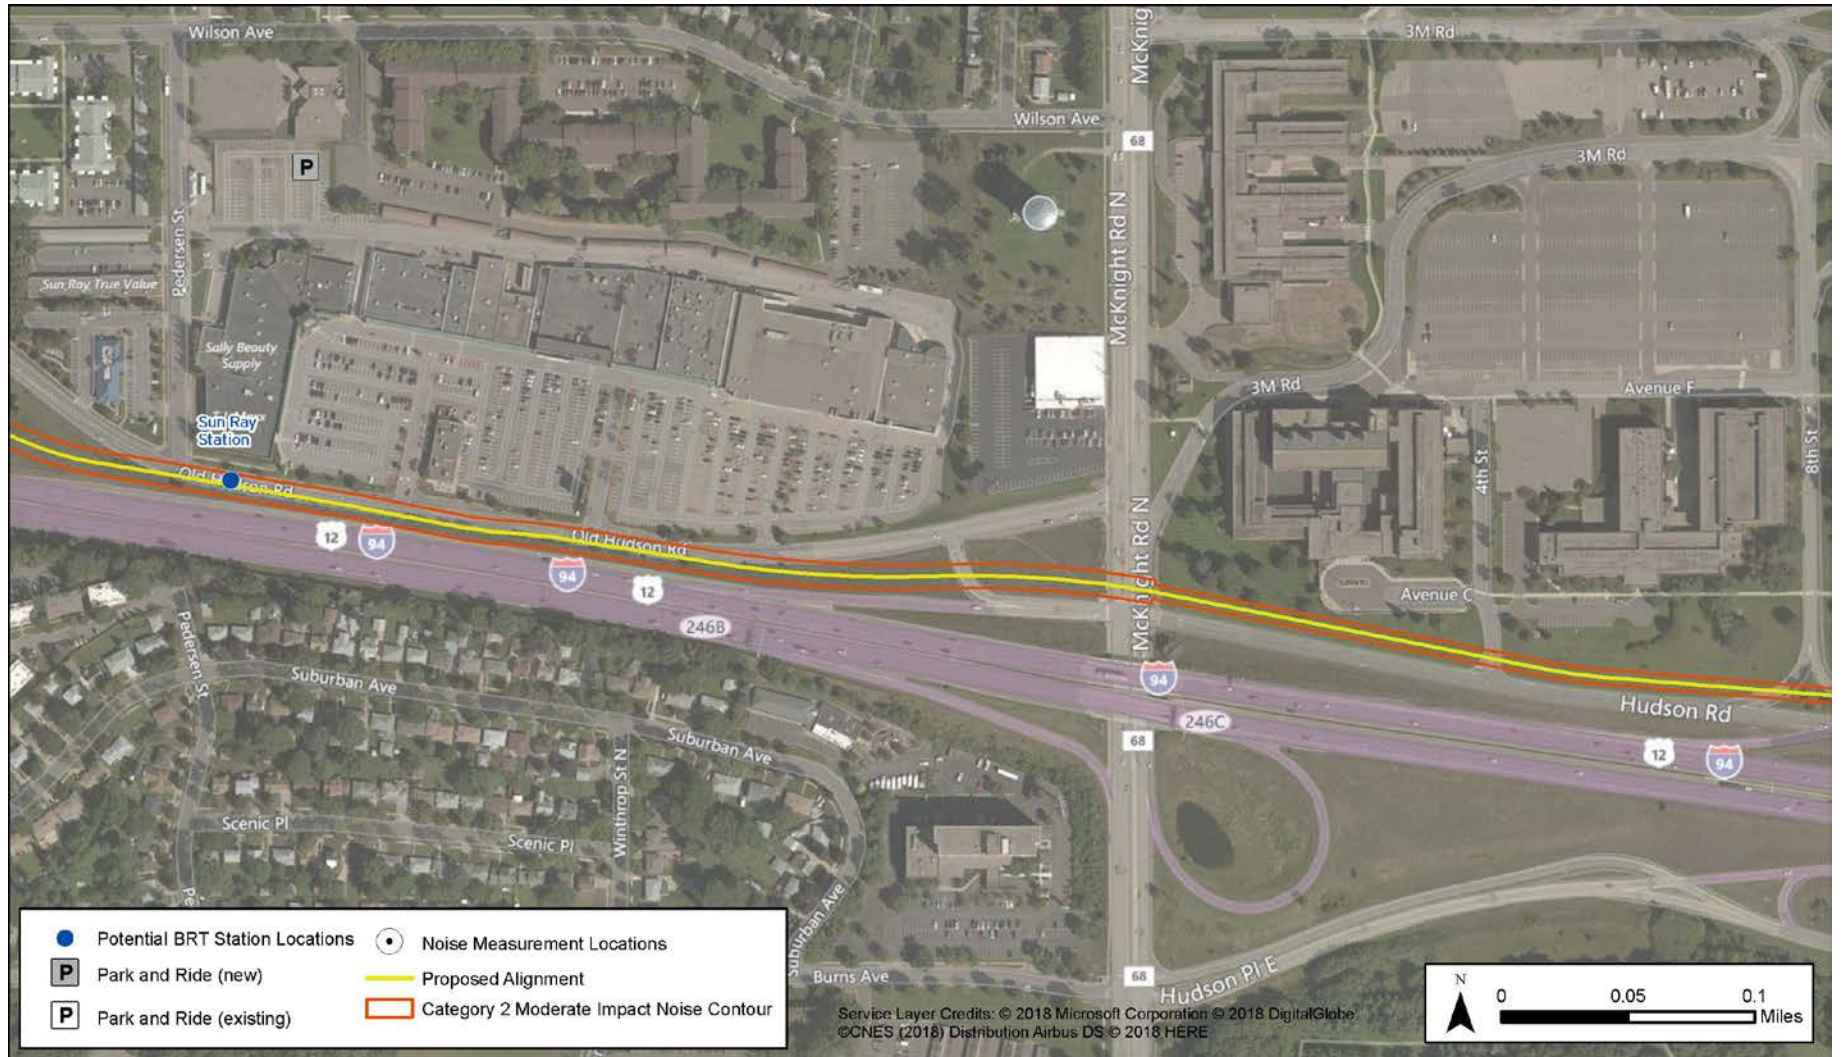 Wilson Ave
McKnig
3M Rd
Wilson Ave
68
3M Rd
P
Pedersen St
McKnight Rd N
Sun Ray True Value
Sally Beauty
Supply
3M Rd
Avenue F
Sun Ray
Station
8th St
4th St
Old Hudson Rd
McKnight Rd N
12
94
Old Hudson Rd
94
12
Avenue C
246B
Pedersen St
Suburban Ave
94
Hudson Rd
246C
Suburban Ave
68
12
94
Winthrop St N
Scenic Pl
Scenic Pl
Pe
Suburban Ave
Burns Ave
68
Hudson Pl E
Potential BRT Station Locations
Noise Measurement Locations
P Park and Ride (new)
Proposed Alignment
P Park and Ride (existing)
Category 2 Moderate Impact Noise Contour
Service Layer Credits: © 2018 Microsoft Corporation © 2018 DigitalGlobe
©CNES (2018) Distribution Airbus DS © 2018 HERE
N
0 0.05 0.1
Miles